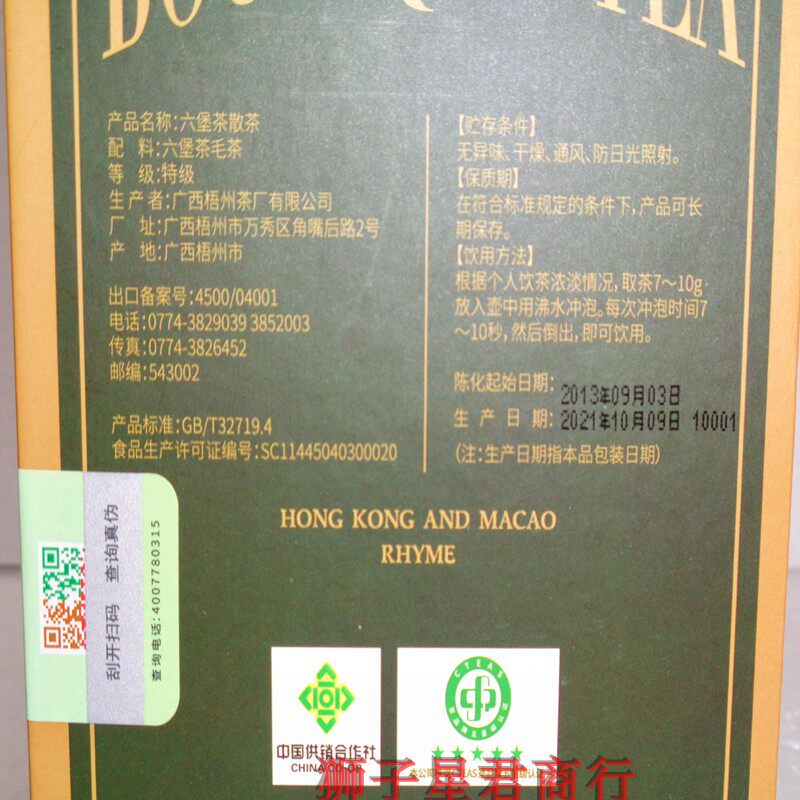 产品名称:六堡茶散茶
配 料:六堡茶毛茶
等 级:特级
生产者:广西梧州茶厂有限公司
厂 址:广西梧州市万秀区角嘴后路2号
产 地:广西梧州市
出口备案号:4500/04001
电话:0774-3829039 3852003
传真:0774-3826452
邮编:543002
产品标准:GB/T32719.4
食品生产许可证编号:SC11445040300020
【贮存条件】
无异味、干燥、通风、防日光照射。
【保质期】
在符合标准规定的条件下,产品可长
期保存。
【饮用方法】
根据个人饮茶浓淡情况,取茶7~10g
放入壶中用沸水冲泡。每次冲泡时间7
~10秒,然后倒出,即可饮用。
陈化起始日期:2013年09月03日
生产日期:2021年10月09日 10001
(注:生产日期指本品包装日期)
HONG KONG AND MACAO
RHYME
刮开扫码 查询真伪
查询电话:4007780315
中国供销合作社
CHINA CO-OP
CTEAS
狮子星君商行